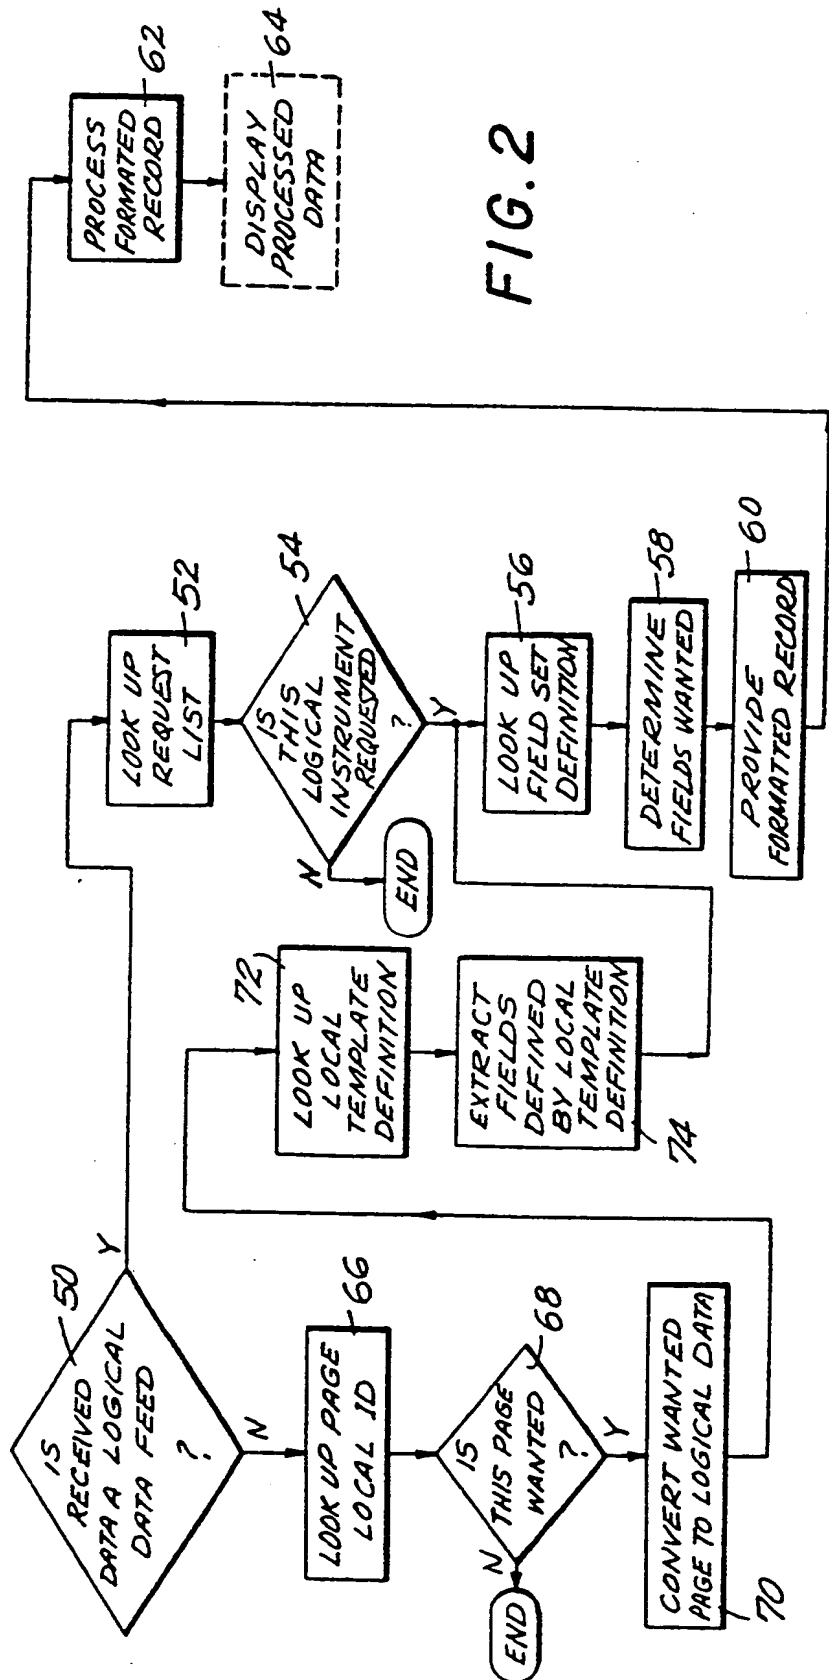 IS
RECEIVED
DATA A LOGICAL
DATA FEED
?
50
Y
N
LOOK UP PAGE
LOCAL ID
66
IS
THIS PAGE
WANTED
?
68
N
END
Y
CONVERT WANTED
PAGE TO LOGICAL DATA
70
LOOK UP
LOCAL
TEMPLATE
DEFINITION
72
EXTRACT
FIELDS
DEFINED
BY LOCAL
TEMPLATE
DEFINITION
74
LOOK UP
REQUEST
LIST
52
IS
THIS
LOGICAL
INSTRUMENT
REQUESTED
?
54
N
END
Y
LOOK UP
FIELD SET
DEFINITION
56
DETERMINE
FIELDS WANTED
58
PROVIDE
FORMATTED RECORD
60
PROCESS
FORMATED
RECORD
62
DISPLAY
PROCESSED
DATA
64
FIG. 2